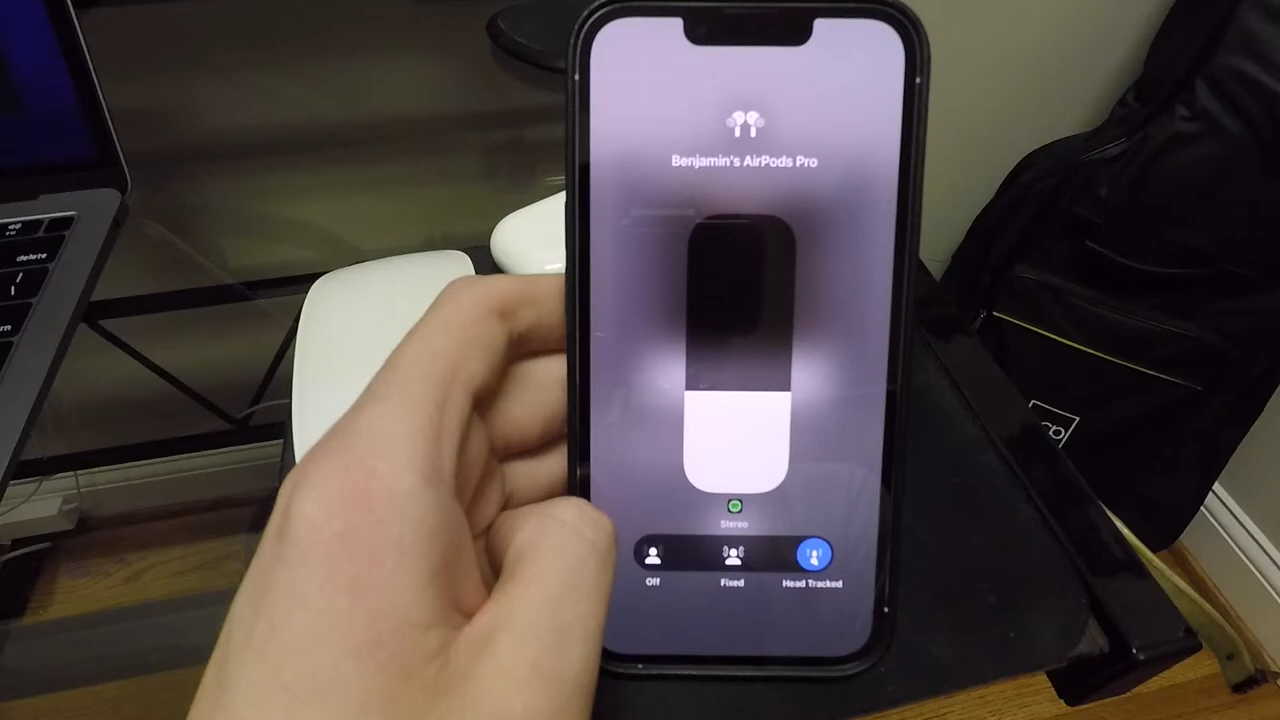 Benjamin's AirPods Pro
Stereo
Off
Fixed
Head Tracked
delete